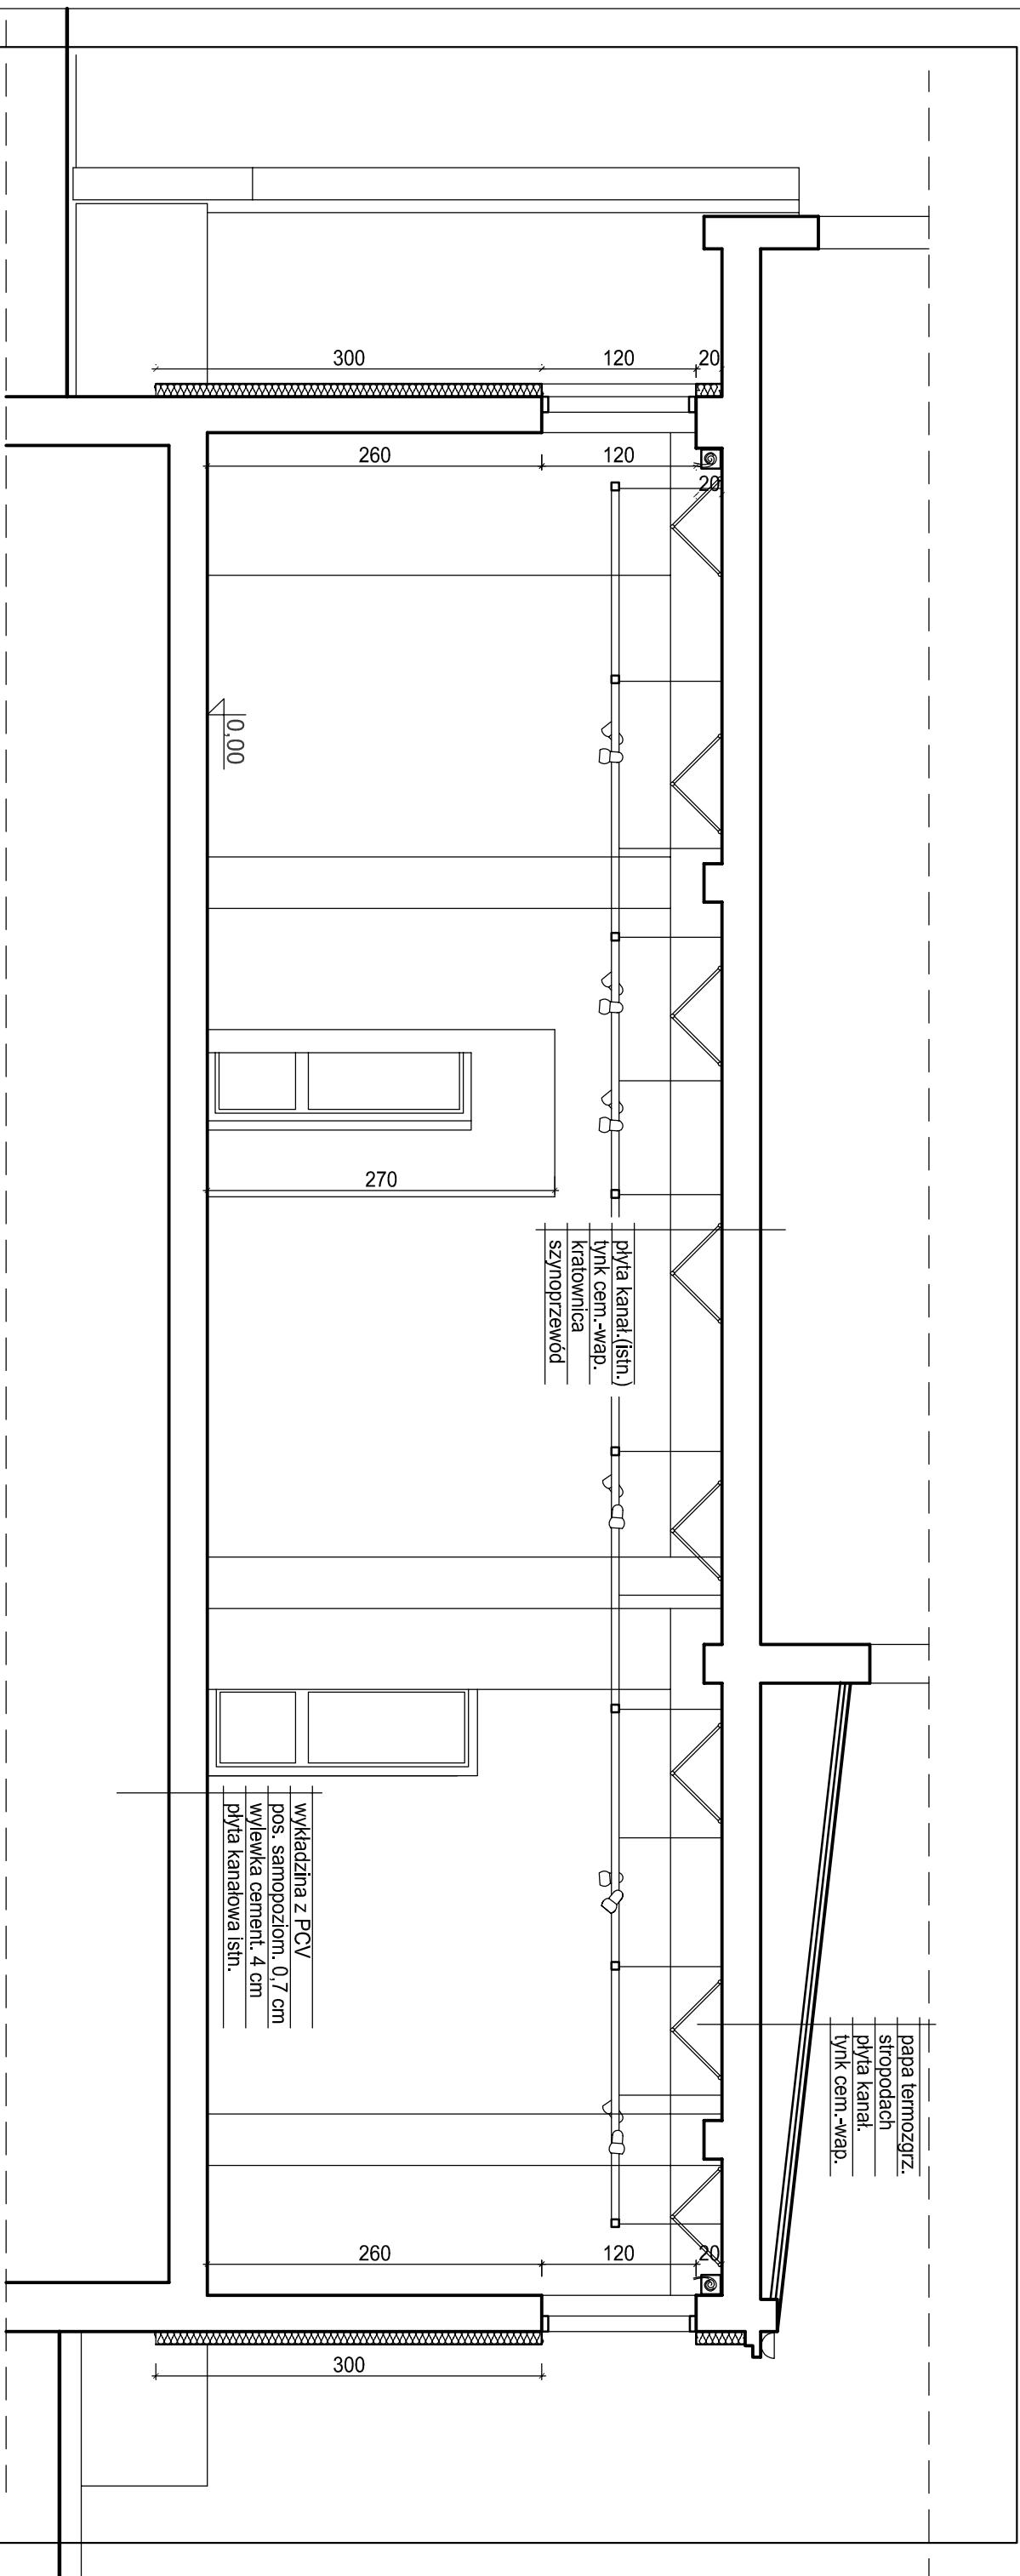 300
120
20
260
120
20
0,00
270
płyta kanał.(istn.)
tynk cem.-wap.
kratownica
szynoprzewód
wykładzina z PCV
pos. samopoziom. 0,7 cm
wylewka cement. 4 cm
płyta kanałowa istn.
papa termozgrz.
stropodach
płyta kanał.
tynk cem.-wap.
260
120
20
300